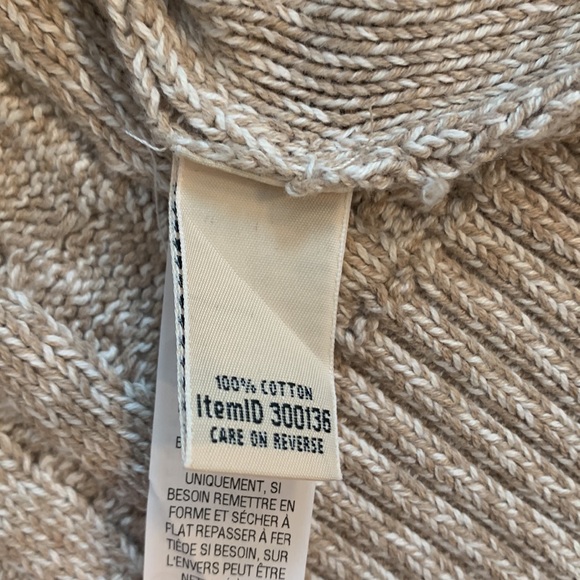 100% COTTON
ItemID 300136
CARE ON REVERSE
UNIQUEMENT, SI
BESOIN REMETTRE EN
FORME ET SÉCHER À
PLAT REPASSER À FER
TIÈDE SI BESOIN, SUR
L'ENVERS PEUT ÊTRE